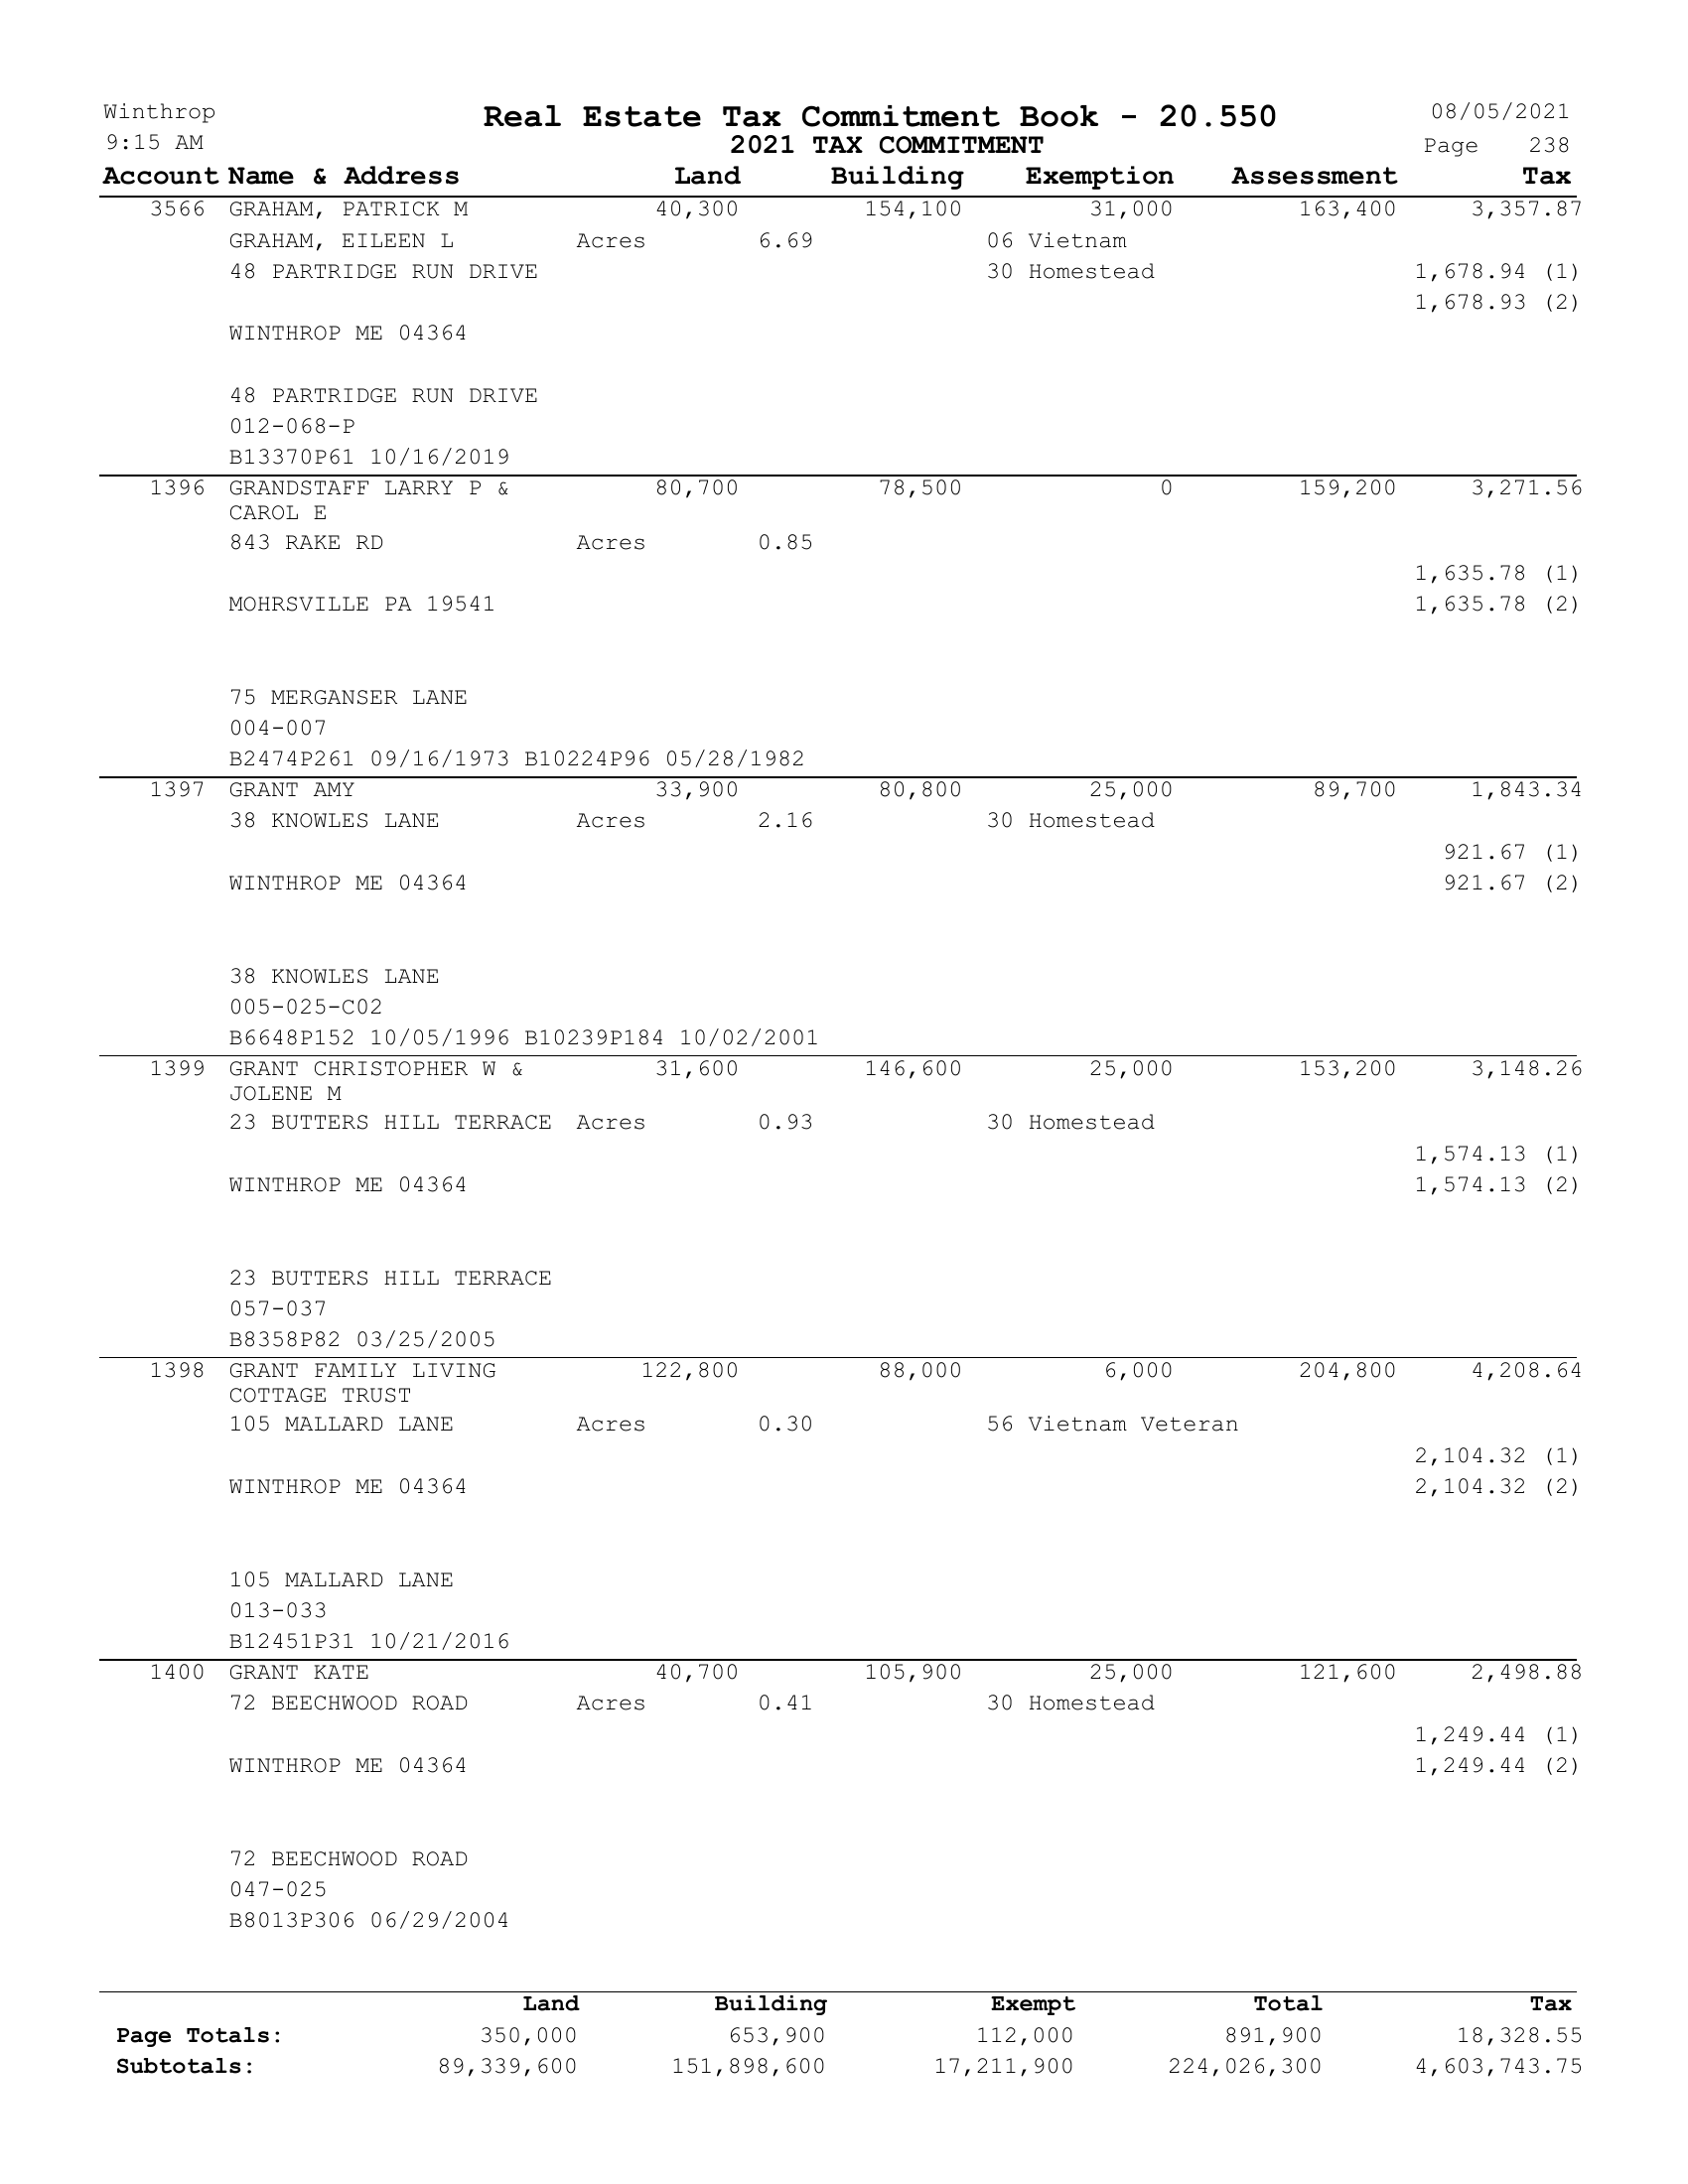 Winthrop Real Estate Tax Commitment Book - 20.550 08/05/2021
9:15 AM 2021 TAX COMMITMENT Page 238
Account Name & Address Land Building Exemption Assessment Tax
3566 GRAHAM, PATRICK M 40,300 154,100 31,000 163,400 3,357.87
GRAHAM, EILEEN L Acres 6.69 06 Vietnam
48 PARTRIDGE RUN DRIVE 30 Homestead 1,678.94 (1)
1,678.93 (2)
WINTHROP ME 04364
48 PARTRIDGE RUN DRIVE
012-068-P
B13370P61 10/16/2019
1396 GRANDSTAFF LARRY P & 80,700 78,500 0 159,200 3,271.56
CAROL E
843 RAKE RD Acres 0.85
1,635.78 (1)
MOHRSVILLE PA 19541 1,635.78 (2)
75 MERGANSER LANE
004-007
B2474P261 09/16/1973 B10224P96 05/28/1982
1397 GRANT AMY 33,900 80,800 25,000 89,700 1,843.34
38 KNOWLES LANE Acres 2.16 30 Homestead
921.67 (1)
WINTHROP ME 04364 921.67 (2)
38 KNOWLES LANE
005-025-C02
B6648P152 10/05/1996 B10239P184 10/02/2001
1399 GRANT CHRISTOPHER W & 31,600 146,600 25,000 153,200 3,148.26
JOLENE M
23 BUTTERS HILL TERRACE Acres 0.93 30 Homestead
1,574.13 (1)
WINTHROP ME 04364 1,574.13 (2)
23 BUTTERS HILL TERRACE
057-037
B8358P82 03/25/2005
1398 GRANT FAMILY LIVING 122,800 88,000 6,000 204,800 4,208.64
COTTAGE TRUST
105 MALLARD LANE Acres 0.30 56 Vietnam Veteran
2,104.32 (1)
WINTHROP ME 04364 2,104.32 (2)
105 MALLARD LANE
013-033
B12451P31 10/21/2016
1400 GRANT KATE 40,700 105,900 25,000 121,600 2,498.88
72 BEECHWOOD ROAD Acres 0.41 30 Homestead
1,249.44 (1)
WINTHROP ME 04364 1,249.44 (2)
72 BEECHWOOD ROAD
047-025
B8013P306 06/29/2004
Land Building Exempt Total Tax
Page Totals: 350,000 653,900 112,000 891,900 18,328.55
Subtotals: 89,339,600 151,898,600 17,211,900 224,026,300 4,603,743.75